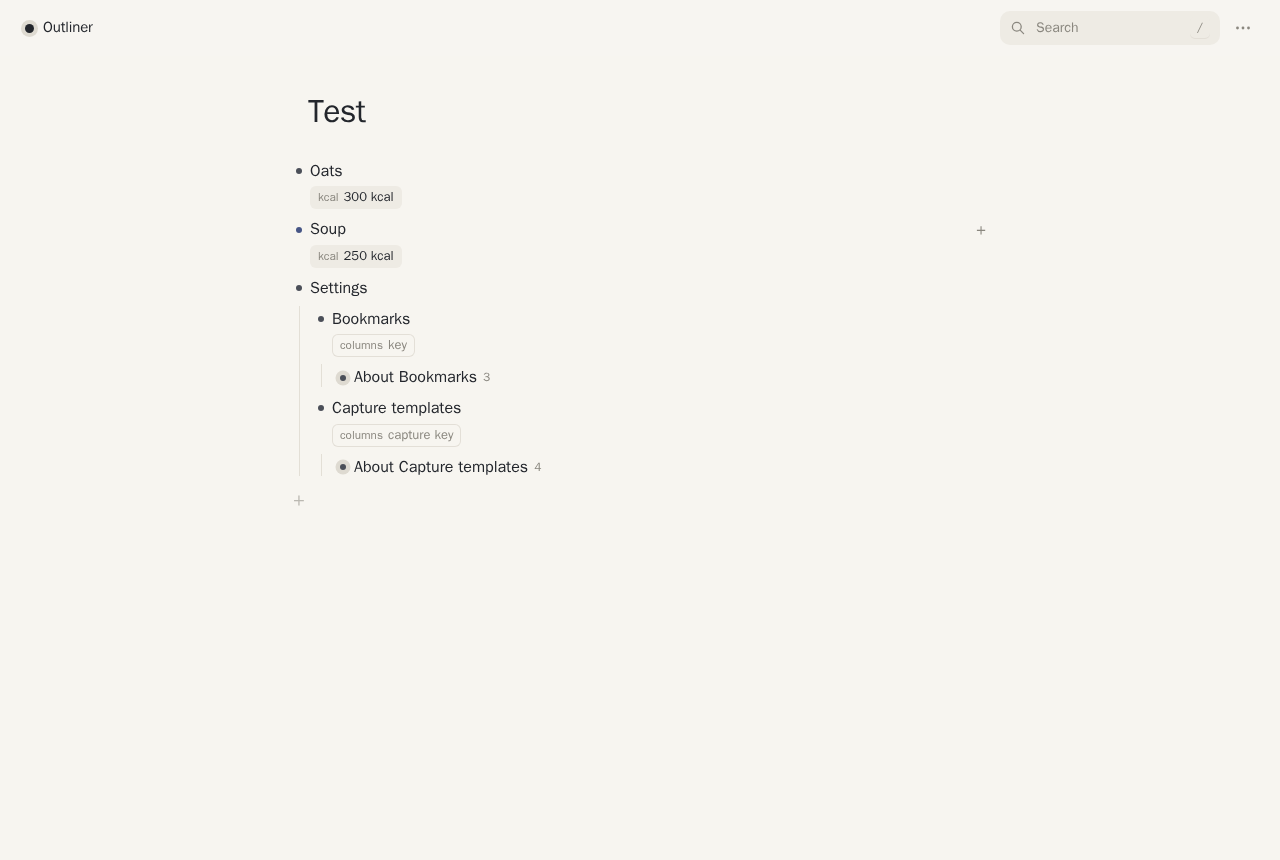 Outliner
Search /
Test
Oats
kcal 300 kcal
Soup
kcal 250 kcal
Settings
Bookmarks
columns key
About Bookmarks 3
Capture templates
columns capture key
About Capture templates 4